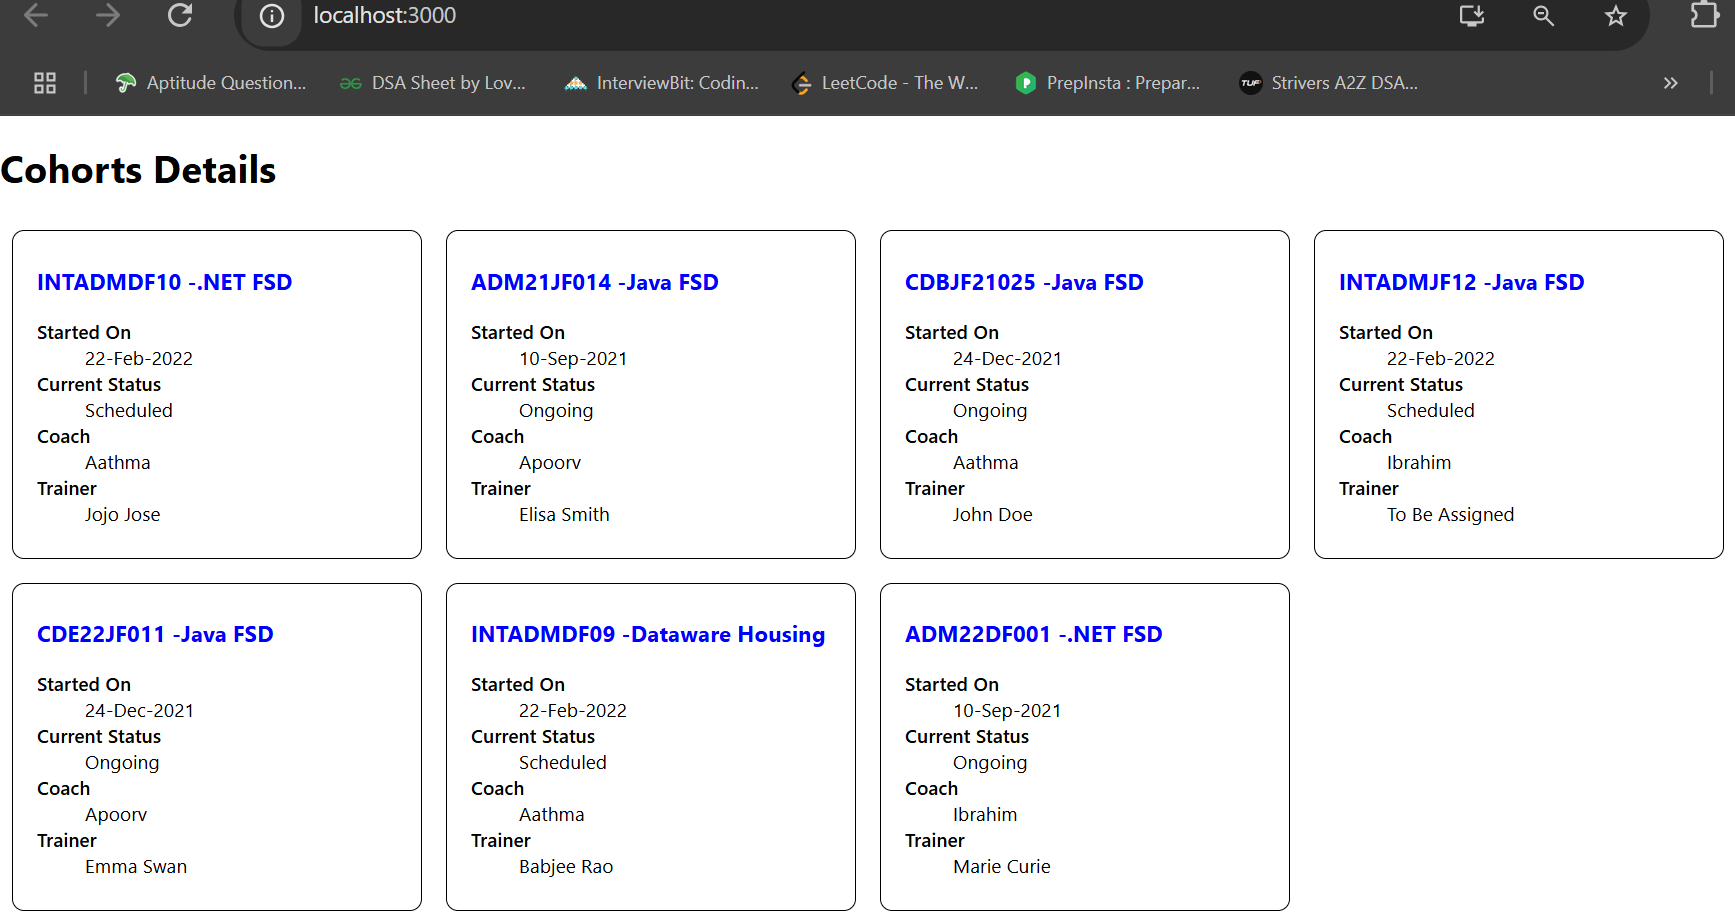 localhost:3000
Aptitude Question...
DSA Sheet by Lov...
InterviewBit: Codin...
LeetCode - The W...
PrepInsta : Prepar...
TUF
Strivers A2Z DSA...
Cohorts Details
INTADMDF10 -.NET FSD
Started On
22-Feb-2022
Current Status
Scheduled
Coach
Aathma
Trainer
Jojo Jose
ADM21JF014 -Java FSD
Started On
10-Sep-2021
Current Status
Ongoing
Coach
Apoorv
Trainer
Elisa Smith
CDBJF21025 -Java FSD
Started On
24-Dec-2021
Current Status
Ongoing
Coach
Aathma
Trainer
John Doe
INTADMJF12 -Java FSD
Started On
22-Feb-2022
Current Status
Scheduled
Coach
Ibrahim
Trainer
To Be Assigned
CDE22JF011 -Java FSD
Started On
24-Dec-2021
Current Status
Ongoing
Coach
Apoorv
Trainer
Emma Swan
INTADMDF09 -Dataware Housing
Started On
22-Feb-2022
Current Status
Scheduled
Coach
Aathma
Trainer
Babjee Rao
ADM22DF001 -.NET FSD
Started On
10-Sep-2021
Current Status
Ongoing
Coach
Ibrahim
Trainer
Marie Curie